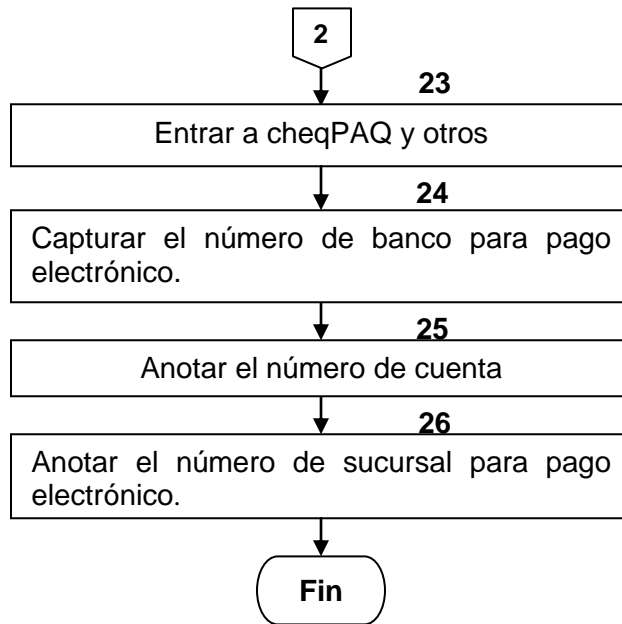 2
23
Entrar a cheqPAQ y otros
24
Capturar el número de banco para pago
electrónico.
25
Anotar el número de cuenta
26
Anotar el número de sucursal para pago
electrónico.
Fin